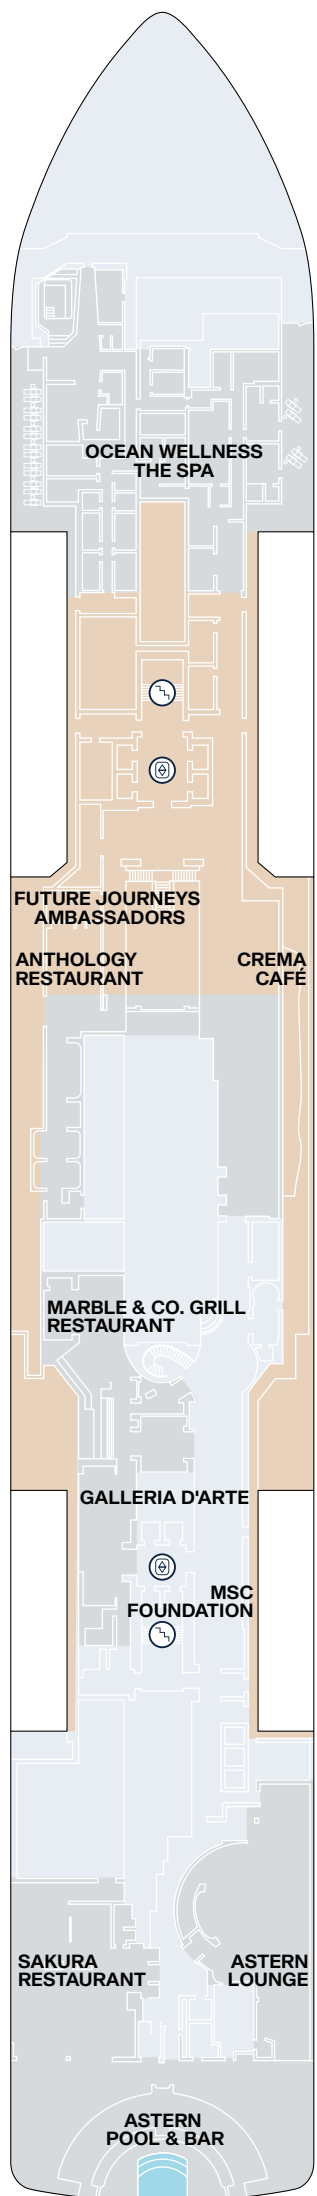 OCEAN WELLNESS
THE SPA
FUTURE JOURNEYS
AMBASSADORS
ANTHOLOGY
RESTAURANT
CREMA
CAFÉ
MARBLE & CO. GRILL
RESTAURANT
GALLERIA D'ARTE
MSC
FOUNDATION
SAKURA
RESTAURANT
ASTERN
LOUNGE
ASTERN
POOL & BAR